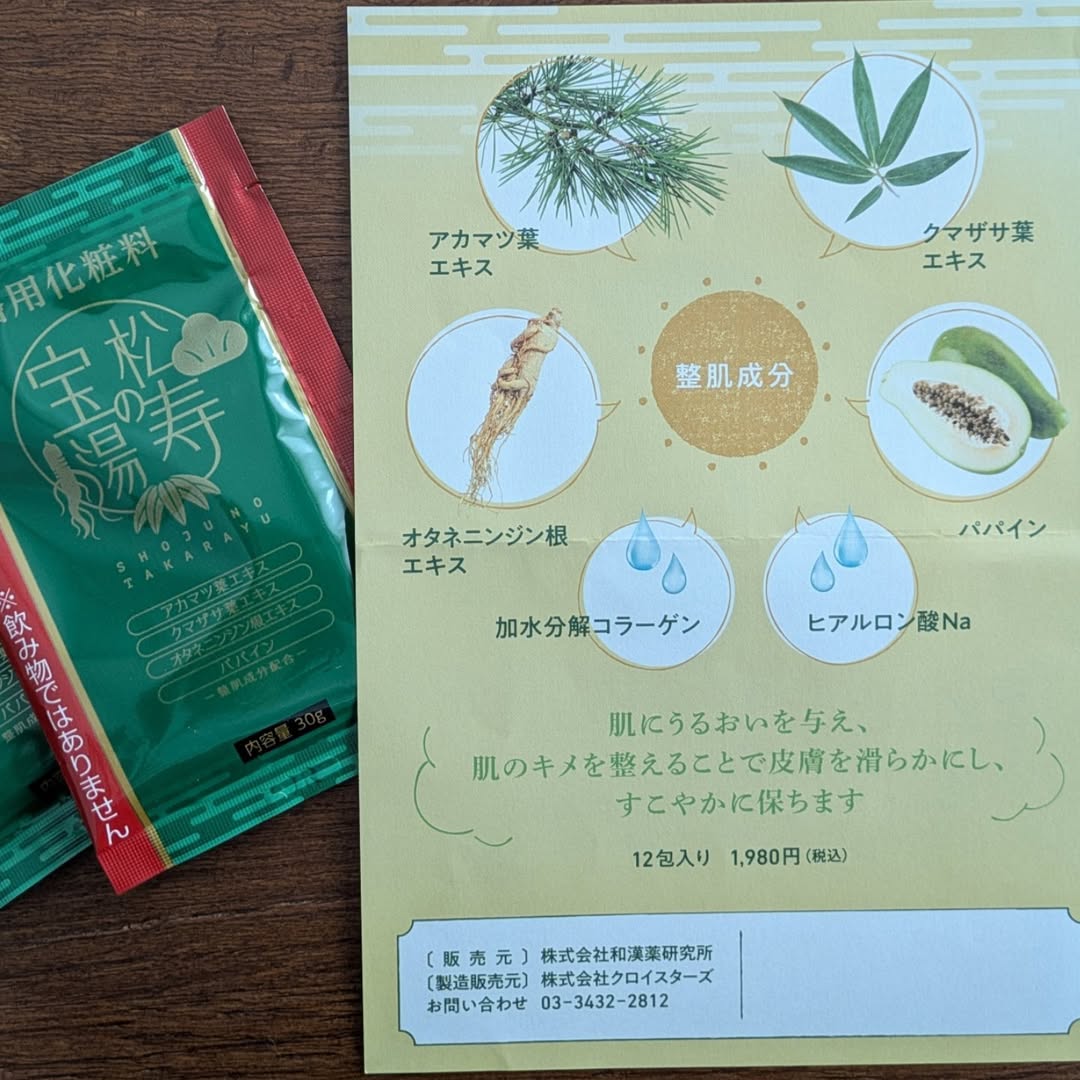 用化粧料
松寿の宝湯
SHOJUNO
TAKARAYU
アカマツ葉エキス
クマザサ葉エキス
オタネニンジン根エキス
パパイン
－整肌成分配合－
内容量 30g
※飲み物ではありません
アカマツ葉
エキス
クマザサ葉
エキス
整肌成分
オタネニンジン根
エキス
パパイン
加水分解コラーゲン
ヒアルロン酸Na
肌にうるおいを与え、
肌のキメを整えることで皮膚を滑らかにし、
すこやかに保ちます
12包入り 1,980円(税込)
〔販売元〕株式会社和漢薬研究所
〔製造販売元〕株式会社クロイスターズ
お問い合わせ 03-3432-2812